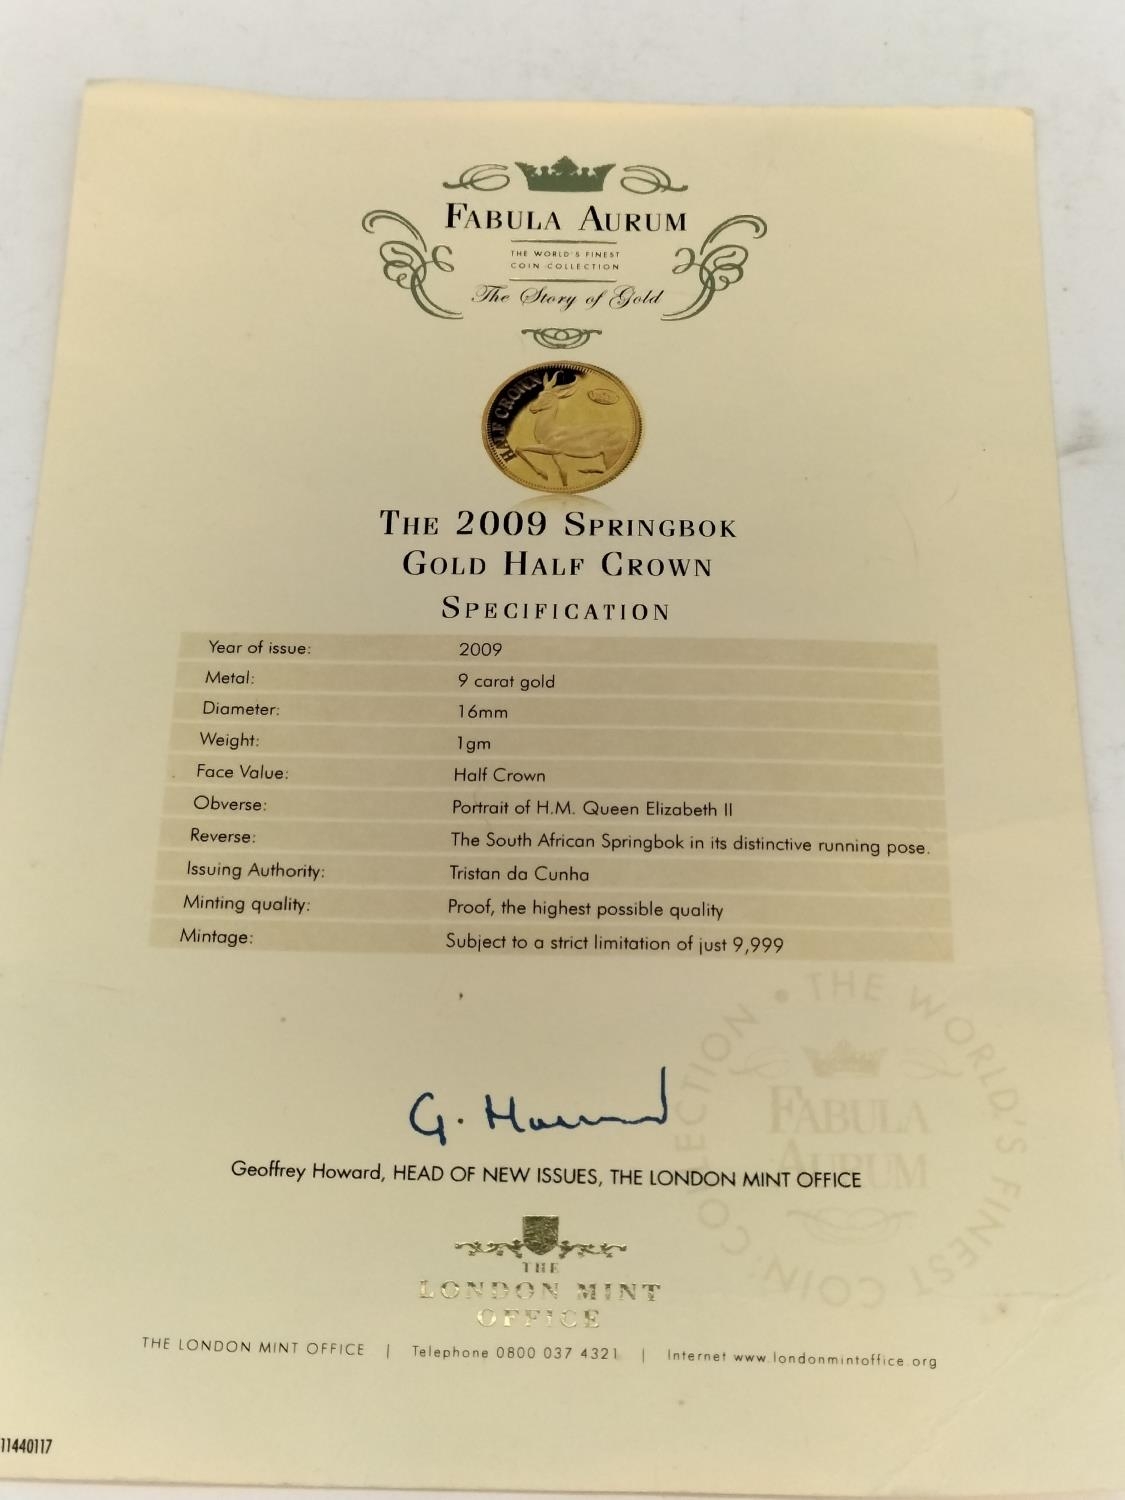 FABULA AURUM
THE WORLD'S FINEST
COIN COLLECTION
The Story of Gold
HALF CROWN
THE 2009 SPRINGBOK
GOLD HALF CROWN
SPECIFICATION
Year of issue: 2009
Metal: 9 carat gold
Diameter: 16mm
Weight: 1gm
Face Value: Half Crown
Obverse: Portrait of H.M. Queen Elizabeth II
Reverse: The South African Springbok in its distinctive running pose.
Issuing Authority: Tristan da Cunha
Minting quality: Proof, the highest possible quality
Mintage: Subject to a strict limitation of just 9,999
G. Howard
Geoffrey Howard, HEAD OF NEW ISSUES, THE LONDON MINT OFFICE
• THE WORLD'S FINEST COIN COLLECTION
FABULA
AURUM
THE
LONDON MINT
OFFICE
THE LONDON MINT OFFICE | Telephone 0800 037 4321 | Internet www.londonmintoffice.org
11440117